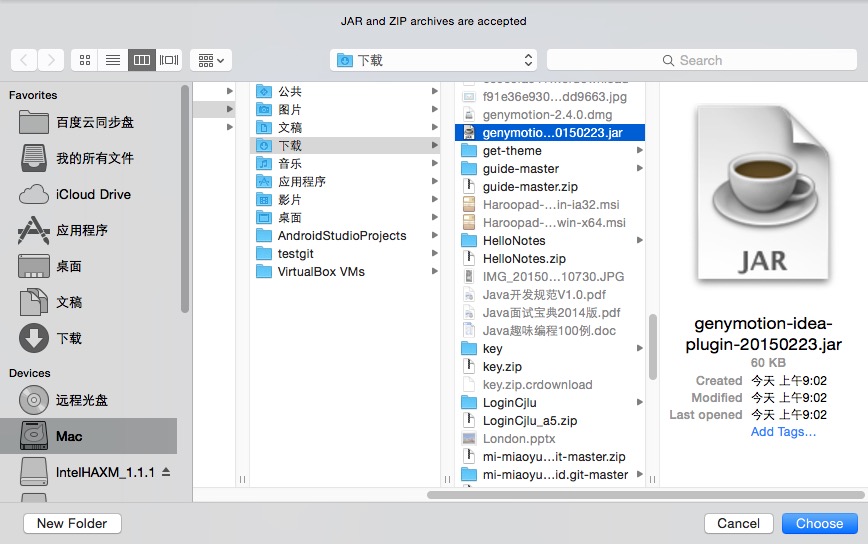 JAR and ZIP archives are accepted
下载
Search
Favorites
百度云同步盘
我的所有文件
iCloud Drive
应用程序
桌面
文稿
下载
Devices
远程光盘
Mac
IntelHAXM_1.1.1
公共
图片
文稿
下载
音乐
应用程序
影片
桌面
AndroidStudioProjects
testgit
VirtualBox VMs
f91e36e930...dd9663.jpg
genymotion-2.4.0.dmg
genymotio...0150223.jar
get-theme
guide-master
guide-master.zip
Haroopad-...in-ia32.msi
Haroopad-...win-x64.msi
HelloNotes
HelloNotes.zip
IMG_20150...10730.JPG
Java开发规范V1.0.pdf
Java面试宝典2014版.pdf
Java趣味编程100例.doc
key
key.zip
key.zip.crdownload
LoginCjlu
LoginCjlu_a5.zip
London.pptx
mi-miaoyu...it-master.zip
mi-miaoyu...id.git-master
JAR
genymotion-idea-
plugin-20150223.jar
60 KB
Created 今天 上午9:02
Modified 今天 上午9:02
Last opened 今天 上午9:02
Add Tags...
New Folder
Cancel
Choose